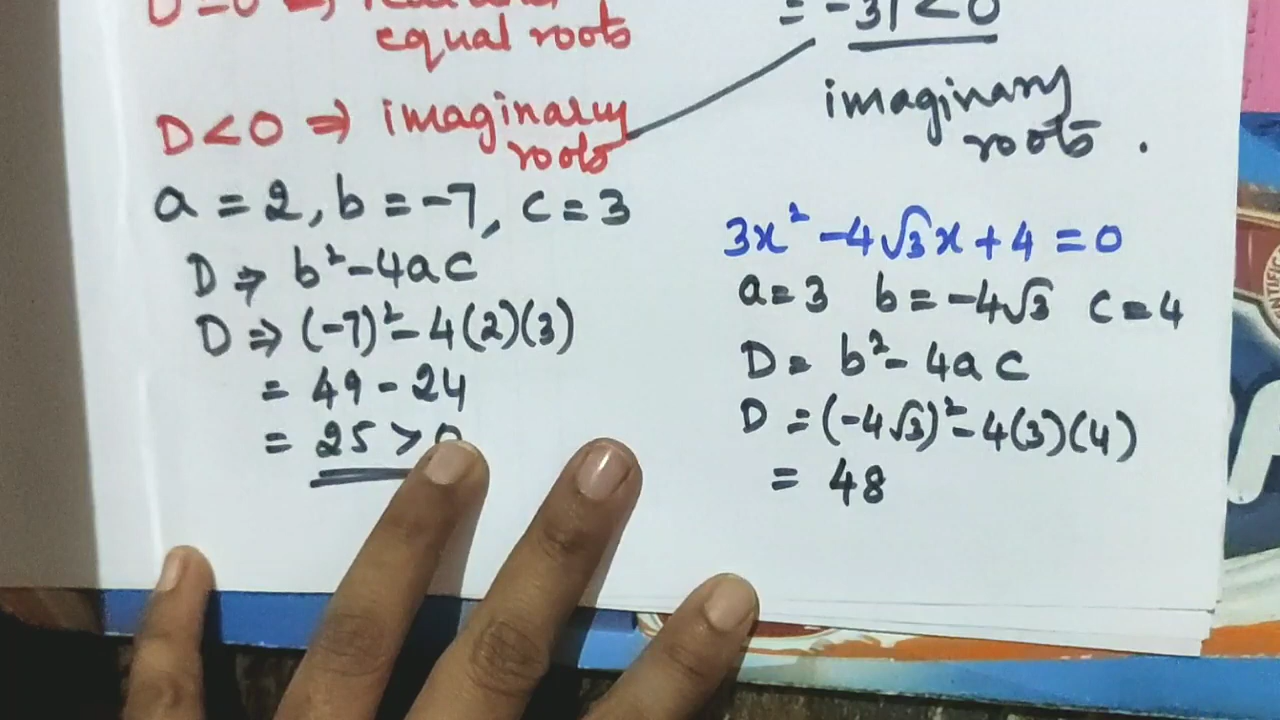 equal roots
D<0 ⇒ imaginary
roots
a = 2, b = -7, c = 3
D ⇒ b²-4ac
D ⇒ (-7)²-4(2)(3)
= 49 - 24
= 25 >
= -31 < 0
imaginary
roots.
3x² -4√3x + 4 = 0
a = 3 b = -4√3 c = 4
D = b² - 4ac
D = (-4√3)² - 4(3)(4)
= 48